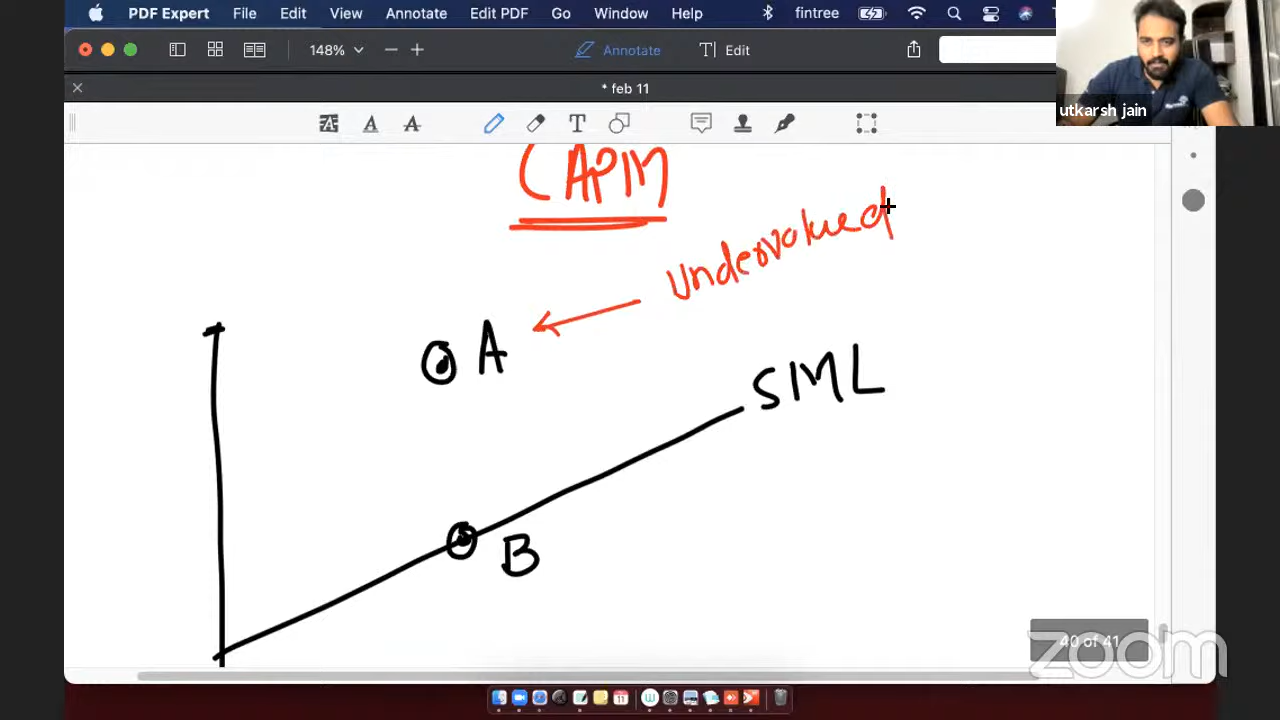 PDF Expert File Edit View Annotate Edit PDF Go Window Help fintree
148% Annotate T Edit
* feb 11
utkarsh jain
CAPM
Undervalued
A
SML
B
40 of 41
zoom